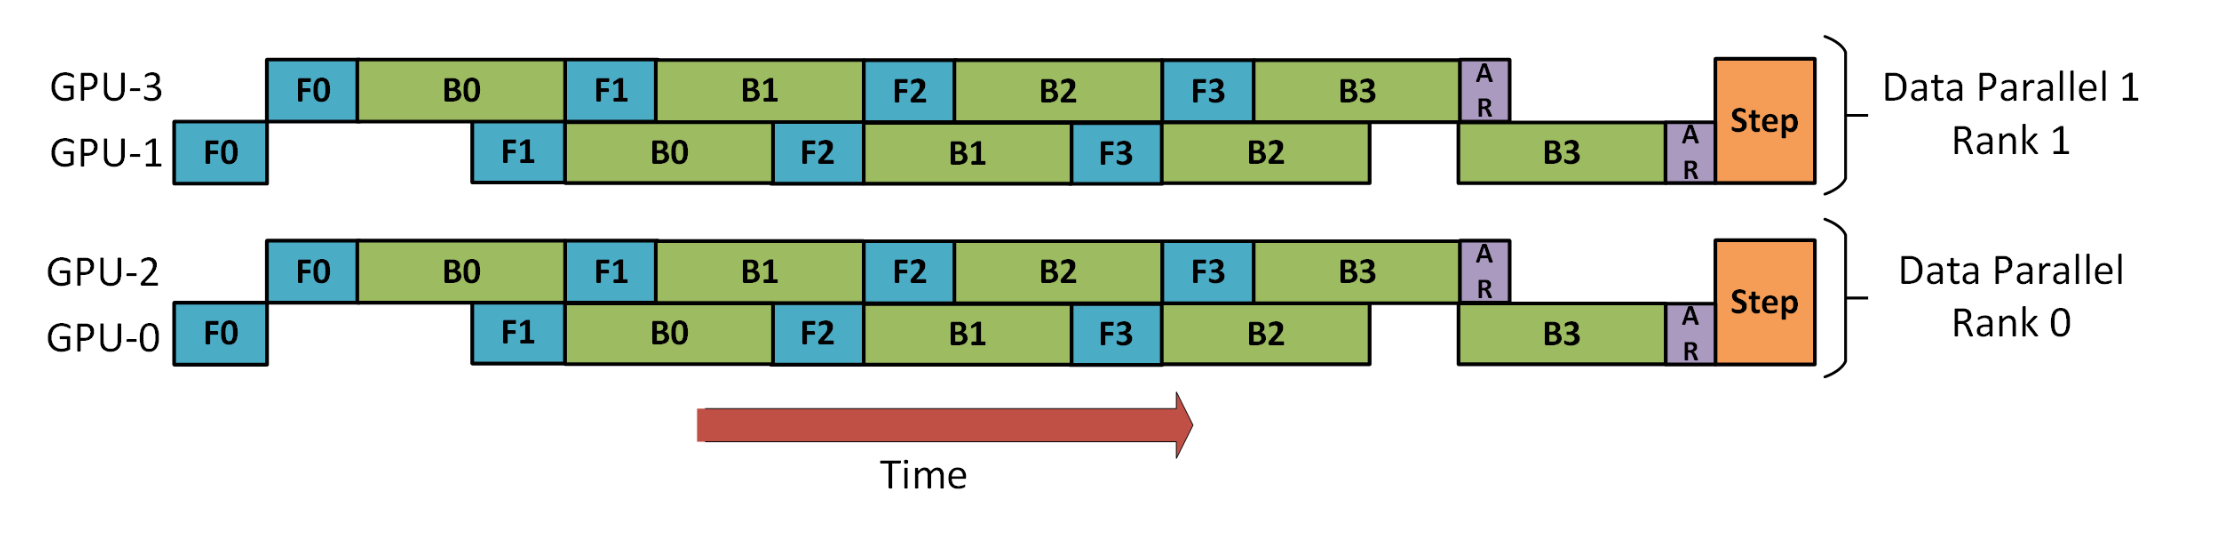 GPU-3
F0 B0 F1 B1 F2 B2 F3 B3 A R
GPU-1
F0 F1 B0 F2 B1 F3 B2 B3 A R
Step
Data Parallel 1
Rank 1
GPU-2
F0 B0 F1 B1 F2 B2 F3 B3 A R
GPU-0
F0 F1 B0 F2 B1 F3 B2 B3 A R
Step
Data Parallel
Rank 0
Time